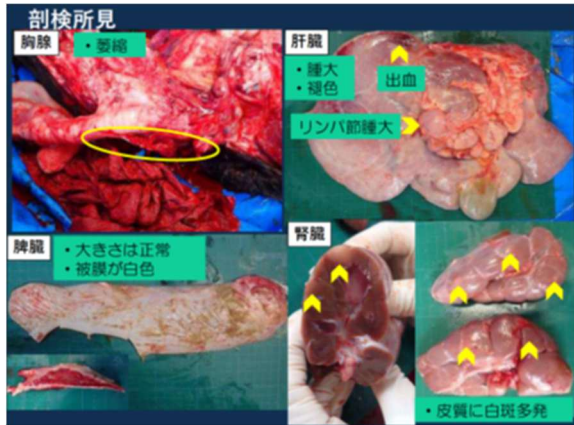 剖検所見
胸腺
・萎縮
肝臓
・腫大
・褪色
出血
リンパ節腫大
脾臓
・大きさは正常
・被膜が白色
腎臓
・皮質に白斑多発